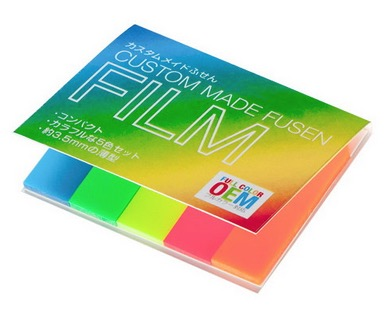 カスタムメイドふせん
CUSTOM MADE FUSEN
FILM
・コンパクト
・カラフルな5色セット
・約3.5mmの薄型
FULL COLOR
OEM